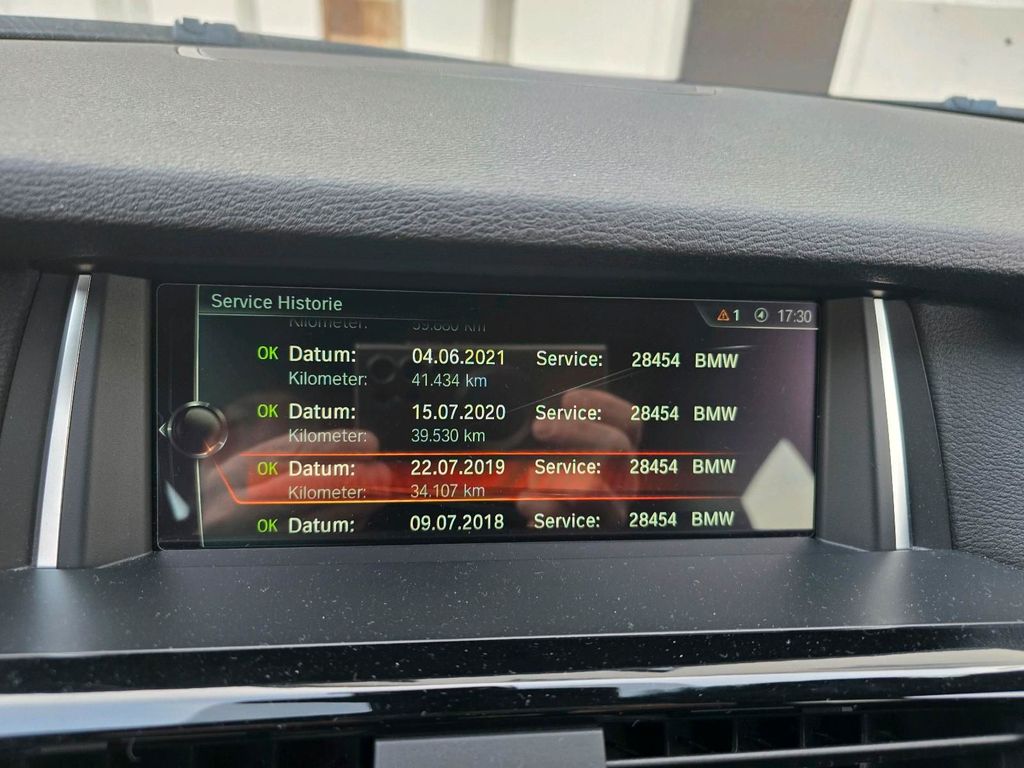 Service Historie
1 17:30
Kilometer: km
OK Datum: 04.06.2021 Service: 28454 BMW
Kilometer: 41.434 km
OK Datum: 15.07.2020 Service: 28454 BMW
Kilometer: 39.530 km
OK Datum: 22.07.2019 Service: 28454 BMW
Kilometer: 34.107 km
OK Datum: 09.07.2018 Service: 28454 BMW